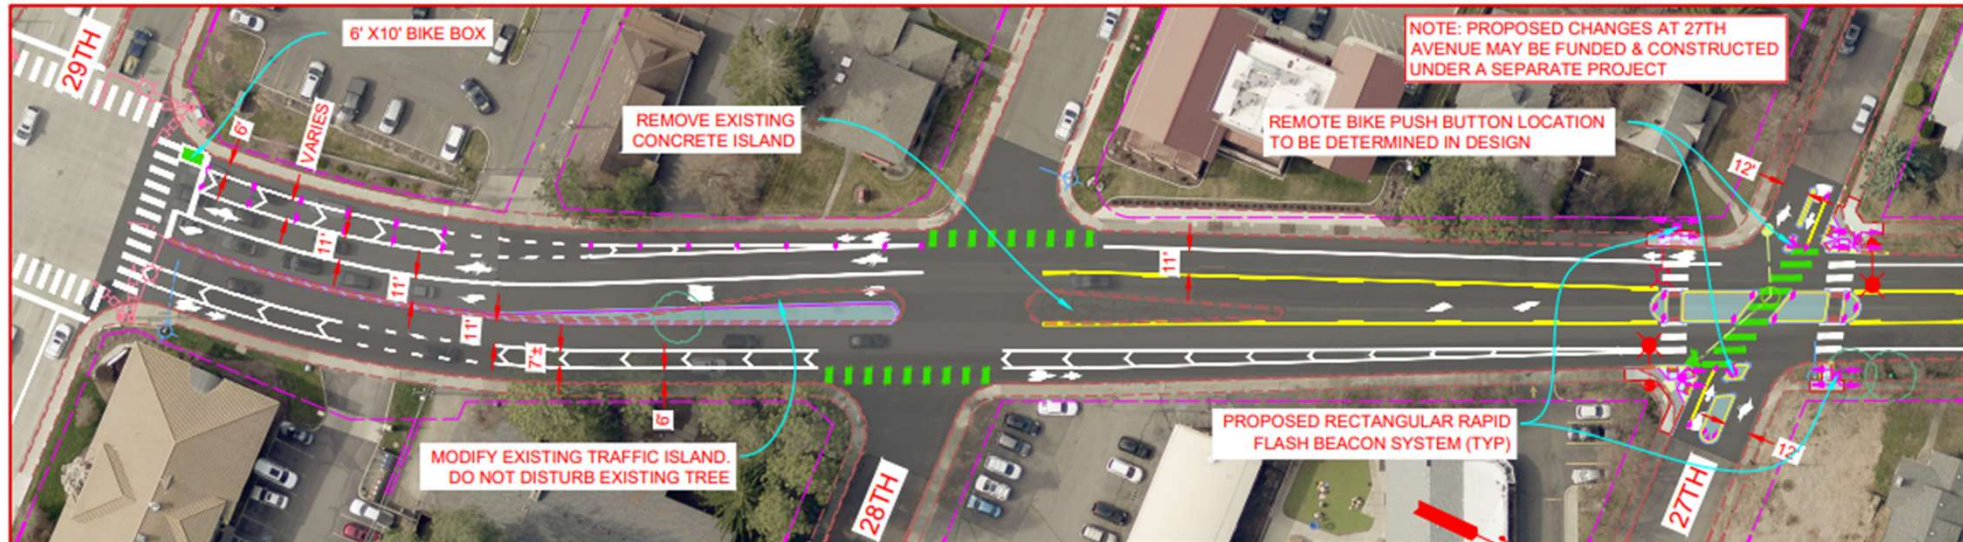 29TH
6' X10' BIKE BOX
6'
VARIES
11'
11'
11'
7'±
6'
REMOVE EXISTING
CONCRETE ISLAND
MODIFY EXISTING TRAFFIC ISLAND.
DO NOT DISTURB EXISTING TREE
28TH
11'
NOTE: PROPOSED CHANGES AT 27TH
AVENUE MAY BE FUNDED & CONSTRUCTED
UNDER A SEPARATE PROJECT
REMOTE BIKE PUSH BUTTON LOCATION
TO BE DETERMINED IN DESIGN
12'
PROPOSED RECTANGULAR RAPID
FLASH BEACON SYSTEM (TYP)
27TH
12'